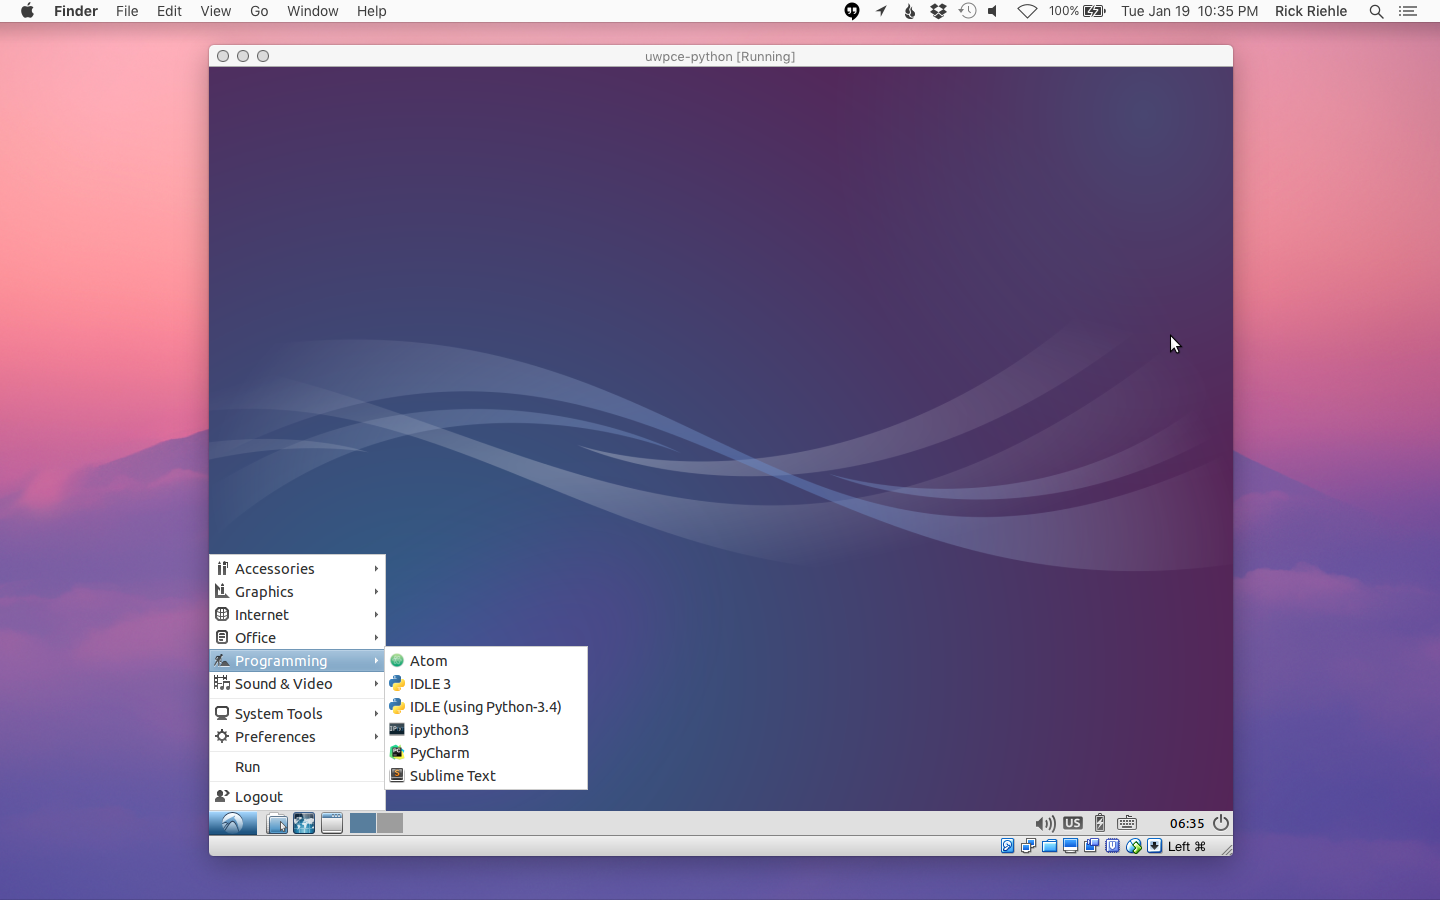 Finder File Edit View Go Window Help 100% Tue Jan 19 10:35 PM Rick Riehle
uwpce-python [Running]
Accessories
Graphics
Internet
Office
Programming
Sound & Video
System Tools
Preferences
Run
Logout
Atom
IDLE 3
IDLE (using Python-3.4)
ipython3
PyCharm
Sublime Text
US 06:35
Left ⌘